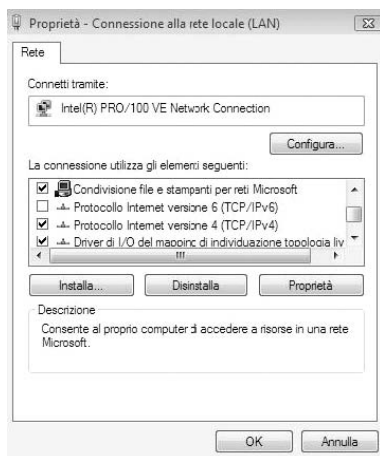 Proprietà - Connessione alla rete locale (LAN)
Rete
Connetti tramite:
Intel(R) PRO/100 VE Network Connection
Configura...
La connessione utilizza gli elementi seguenti:
Condivisione file e stampanti per reti Microsoft
Protocollo Internet versione 6 (TCP/IPv6)
Protocollo Internet versione 4 (TCP/IPv4)
Driver di I/O del mapping di individuazione topologia liv
Installa... Disinstalla Proprietà
Descrizione
Consente al proprio computer di accedere a risorse in una rete
Microsoft.
OK Annulla